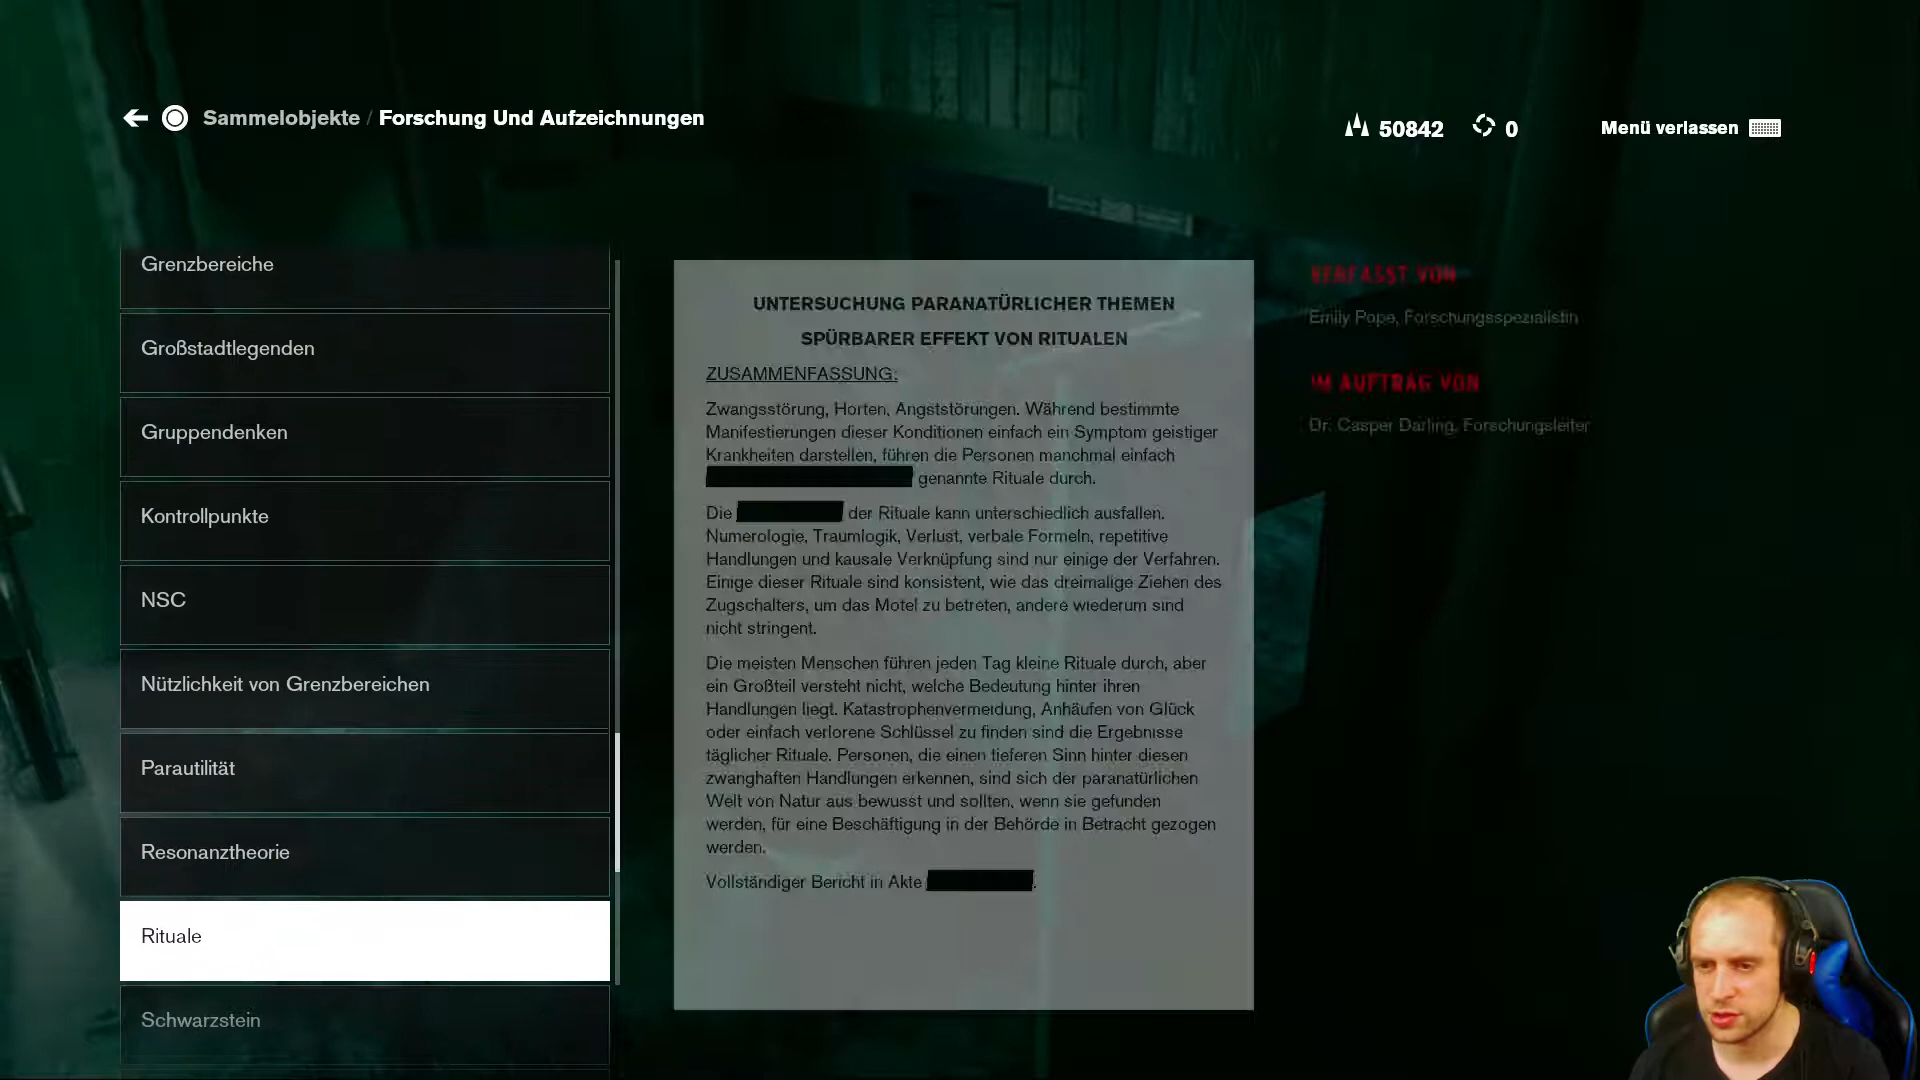 Sammelobjekte / Forschung Und Aufzeichnungen
50842
0
Menü verlassen
Grenzbereiche
Großstadtlegenden
Gruppendenken
Kontrollpunkte
NSC
Nützlichkeit von Grenzbereichen
Parautilität
Resonanztheorie
Rituale
Schwarzstein
UNTERSUCHUNG PARANATÜRLICHER THEMEN
SPÜRBARER EFFEKT VON RITUALEN
ZUSAMMENFASSUNG:
Zwangsstörung, Horten, Angststörungen. Während bestimmte
Manifestierungen dieser Konditionen einfach ein Symptom geistiger
Krankheiten darstellen, führen die Personen manchmal einfach
genannte Rituale durch.
Die der Rituale kann unterschiedlich ausfallen.
Numerologie, Traumlogik, Verlust, verbale Formeln, repetitive
Handlungen und kausale Verknüpfung sind nur einige der Verfahren.
Einige dieser Rituale sind konsistent, wie das dreimalige Ziehen des
Zugschalters, um das Motel zu betreten, andere wiederum sind
nicht stringent.
Die meisten Menschen führen jeden Tag kleine Rituale durch, aber
ein Großteil versteht nicht, welche Bedeutung hinter ihren
Handlungen liegt. Katastrophenvermeidung, Anhäufen von Glück
oder einfach verlorene Schlüssel zu finden sind die Ergebnisse
täglicher Rituale. Personen, die einen tieferen Sinn hinter diesen
zwanghaften Handlungen erkennen, sind sich der paranatürlichen
Welt von Natur aus bewusst und sollten, wenn sie gefunden
werden, für eine Beschäftigung in der Behörde in Betracht gezogen
werden.
Vollständiger Bericht in Akte .
VERFASST VON
Emily Pope, Forschungsspezialistin
IM AUFTRAG VON
Dr. Casper Darling, Forschungsleiter